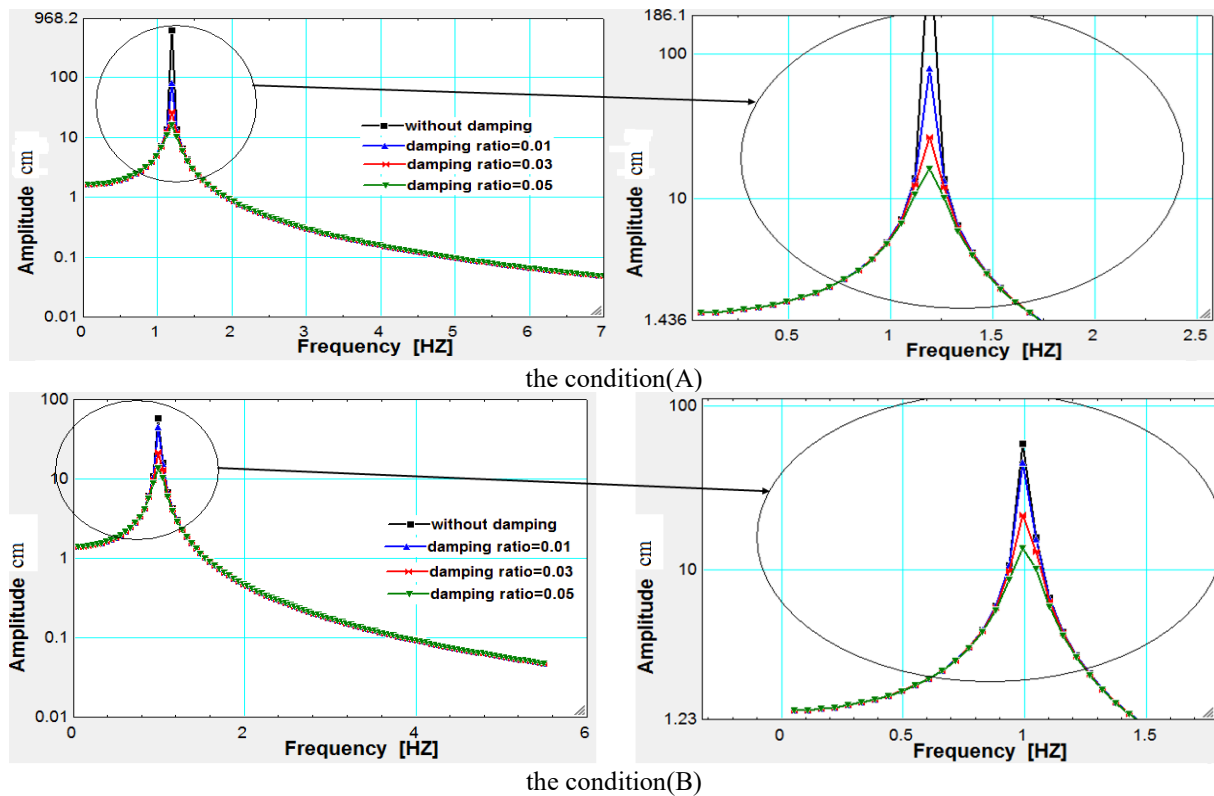 968.2
100
10
1
0.1
0.01
0
1
2
3
4
5
6
7
Amplitude cm
Frequency [HZ]
without damping
damping ratio=0.01
damping ratio=0.03
damping ratio=0.05
186.1
100
10
1.436
0.5
1
1.5
2
2.5
Amplitude cm
Frequency [HZ]
the condition(A)
100
10
1
0.1
0.01
0
2
4
6
Amplitude cm
Frequency [HZ]
without damping
damping ratio=0.01
damping ratio=0.03
damping ratio=0.05
100
10
1.23
0
0.5
1
1.5
Amplitude cm
Frequency [HZ]
the condition(B)